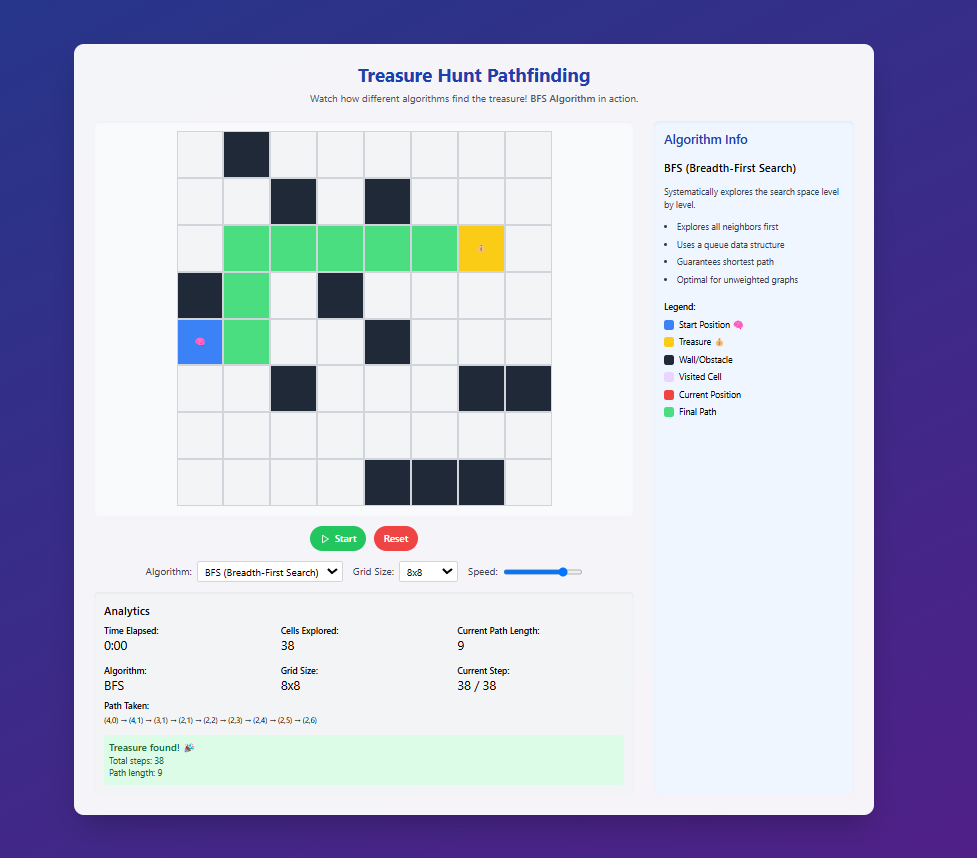 Treasure Hunt Pathfinding
Watch how different algorithms find the treasure! BFS Algorithm in action.
Algorithm Info
BFS (Breadth-First Search)
Systematically explores the search space level
by level.
• Explores all neighbors first
• Uses a queue data structure
• Guarantees shortest path
• Optimal for unweighted graphs
Legend:
Start Position 🧠
Treasure 💰
Wall/Obstacle
Visited Cell
Current Position
Final Path
▷ Start Reset
Algorithm: BFS (Breadth-First Search) Grid Size: 8x8 Speed:
Analytics
Time Elapsed: Cells Explored: Current Path Length:
0:00 38 9
Algorithm: Grid Size: Current Step:
BFS 8x8 38 / 38
Path Taken:
(4,0) → (4,1) → (3,1) → (2,1) → (2,2) → (2,3) → (2,4) → (2,5) → (2,6)
Treasure found! 🎉
Total steps: 38
Path length: 9